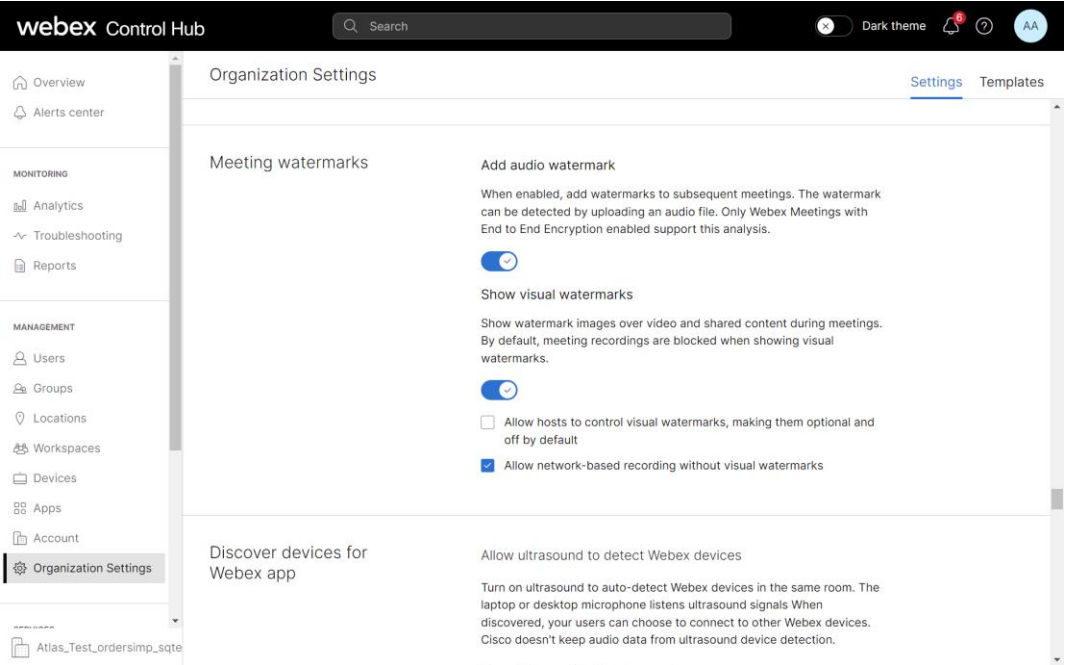 webex Control Hub
Search
Dark theme
6
AA
Overview
Alerts center
MONITORING
Analytics
Troubleshooting
Reports
MANAGEMENT
Users
Groups
Locations
Workspaces
Devices
Apps
Account
Organization Settings
Atlas_Test_ordersimp_sqte
Organization Settings
Settings
Templates
Meeting watermarks
Add audio watermark
When enabled, add watermarks to subsequent meetings. The watermark
can be detected by uploading an audio file. Only Webex Meetings with
End to End Encryption enabled support this analysis.
Show visual watermarks
Show watermark images over video and shared content during meetings.
By default, meeting recordings are blocked when showing visual
watermarks.
Allow hosts to control visual watermarks, making them optional and
off by default
Allow network-based recording without visual watermarks
Discover devices for
Webex app
Allow ultrasound to detect Webex devices
Turn on ultrasound to auto-detect Webex devices in the same room. The
laptop or desktop microphone listens ultrasound signals When
discovered, your users can choose to connect to other Webex devices.
Cisco doesn't keep audio data from ultrasound device detection.